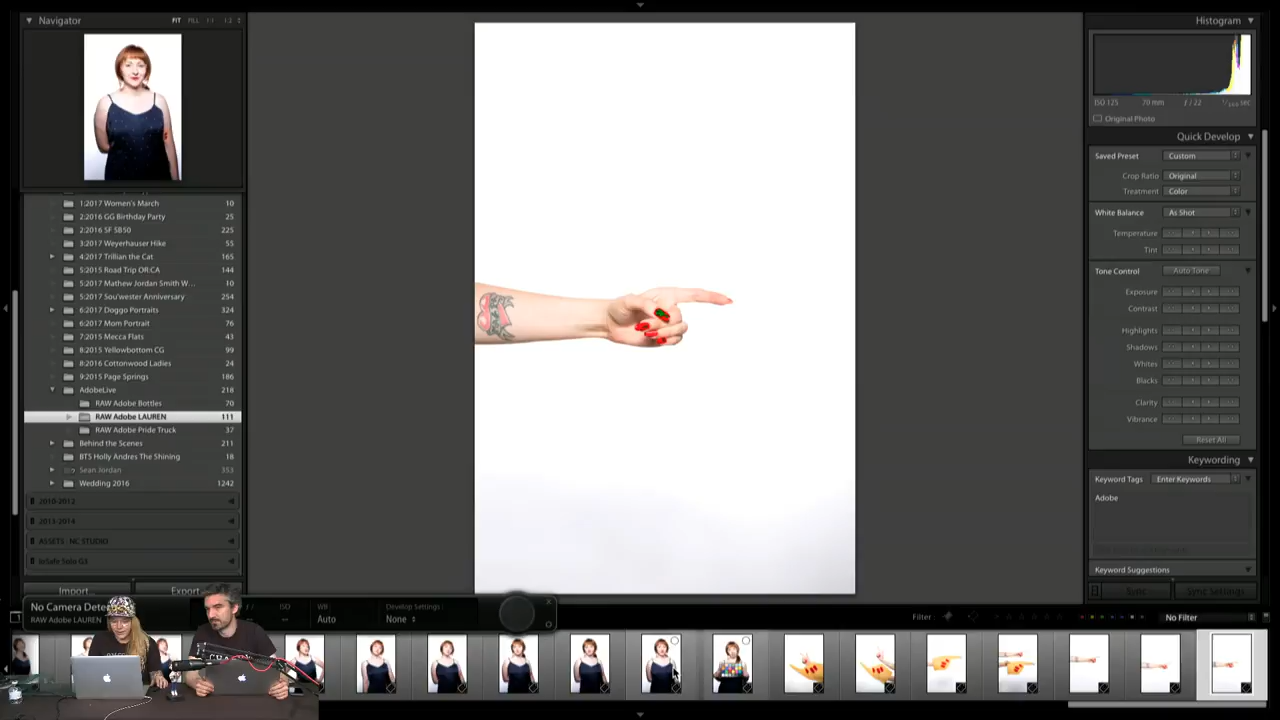 Navigator
FIT FILL 1:1 1:2
1:2017 Women's March 10
2:2016 GG Birthday Party 25
2:2016 SF SB50 225
3:2017 Weyerhauser Hike 55
4:2017 Trillian the Cat 165
5:2015 Road Trip OR:CA 144
5:2017 Mathew Jordan Smith W... 10
5:2017 Sou'wester Anniversary 254
6:2017 Doggo Portraits 324
6:2017 Mom Portrait 76
7:2015 Mecca Flats 43
8:2015 Yellowbottom CG 99
8:2016 Cottonwood Ladies 24
9:2015 Page Springs 186
AdobeLive 218
RAW Adobe Bottles 70
RAW Adobe LAUREN 111
RAW Adobe Pride Truck 37
Behind the Scenes 211
BTS Holly Andres The Shining 18
Sean Jordan 353
Wedding 2016 1242
2010-2012
2013-2014
ASSETS - NC STUDIO
ioSafe Solo G3
Import... Export...
No Camera Dete
RAW Adobe LAUREN
ISO
WB:
Auto
Develop Settings:
None
Histogram
ISO 125 70 mm ƒ / 22 sec
Original Photo
Quick Develop
Saved Preset Custom
Crop Ratio Original
Treatment Color
White Balance As Shot
Temperature
Tint
Tone Control Auto Tone
Exposure
Contrast
Highlights
Shadows
Whites
Blacks
Clarity
Vibrance
Reset All
Keywording
Keyword Tags Enter Keywords
Adobe
Keyword Suggestions
Sync Sync Settings
Filter : No Filter